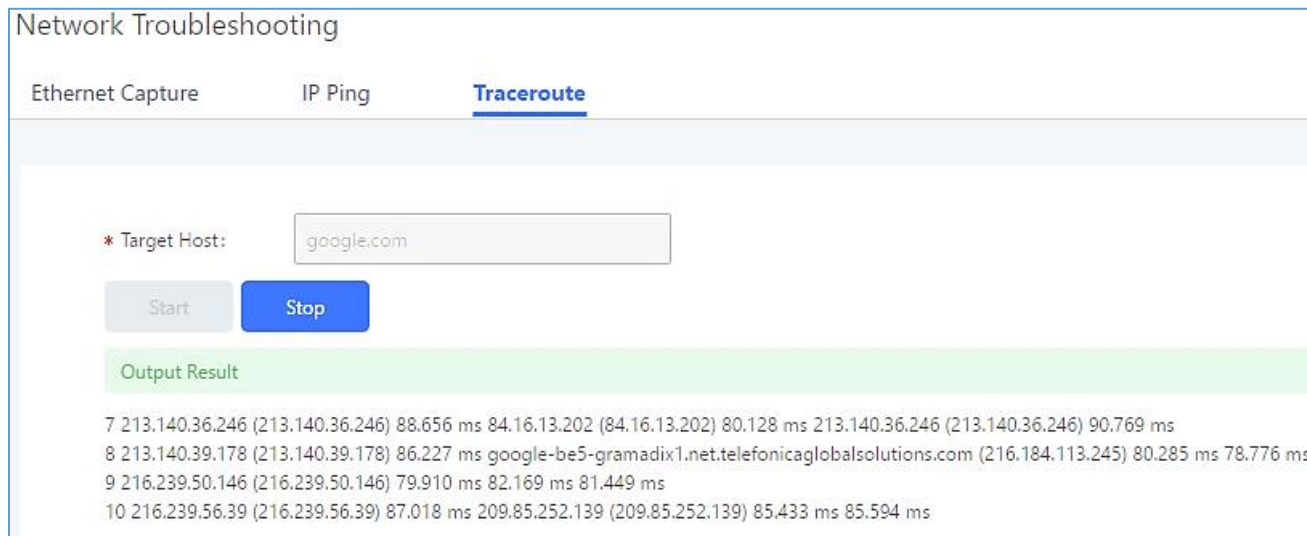 Network Troubleshooting
Ethernet Capture IP Ping Traceroute
* Target Host: google.com
Start Stop
Output Result
7 213.140.36.246 (213.140.36.246) 88.656 ms 84.16.13.202 (84.16.13.202) 80.128 ms 213.140.36.246 (213.140.36.246) 90.769 ms
8 213.140.39.178 (213.140.39.178) 86.227 ms google-be5-gramadix1.net.telefonicaglobalsolutions.com (216.184.113.245) 80.285 ms 78.776 ms
9 216.239.50.146 (216.239.50.146) 79.910 ms 82.169 ms 81.449 ms
10 216.239.56.39 (216.239.56.39) 87.018 ms 209.85.252.139 (209.85.252.139) 85.433 ms 85.594 ms